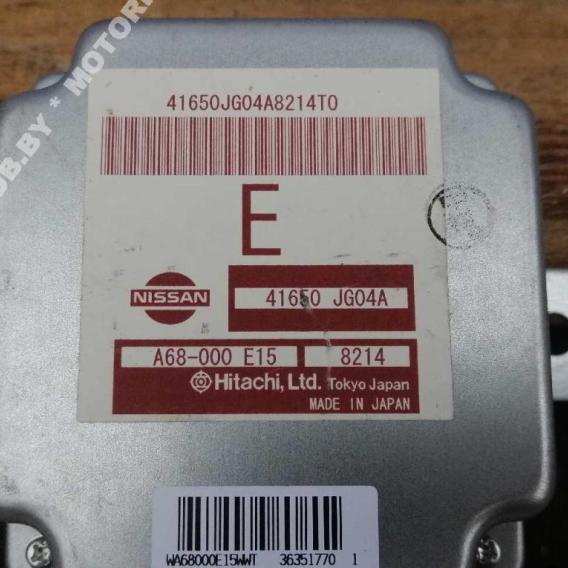 41650JG04A8214T0
E
NISSAN
41650 JG04A
A68-000 E15
8214
Hitachi, Ltd. Tokyo Japan
MADE IN JAPAN
WA68000E15WWT 36351770 1